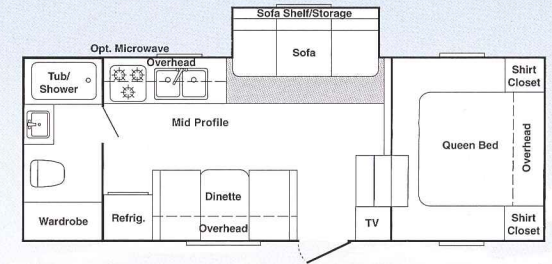 Sofa Shelf/Storage
Opt. Microwave
Overhead
Sofa
Tub/
Shower
Shirt
Closet
Mid Profile
Queen Bed
Overhead
Dinette
Wardrobe
Refrig.
Overhead
TV
Shirt
Closet